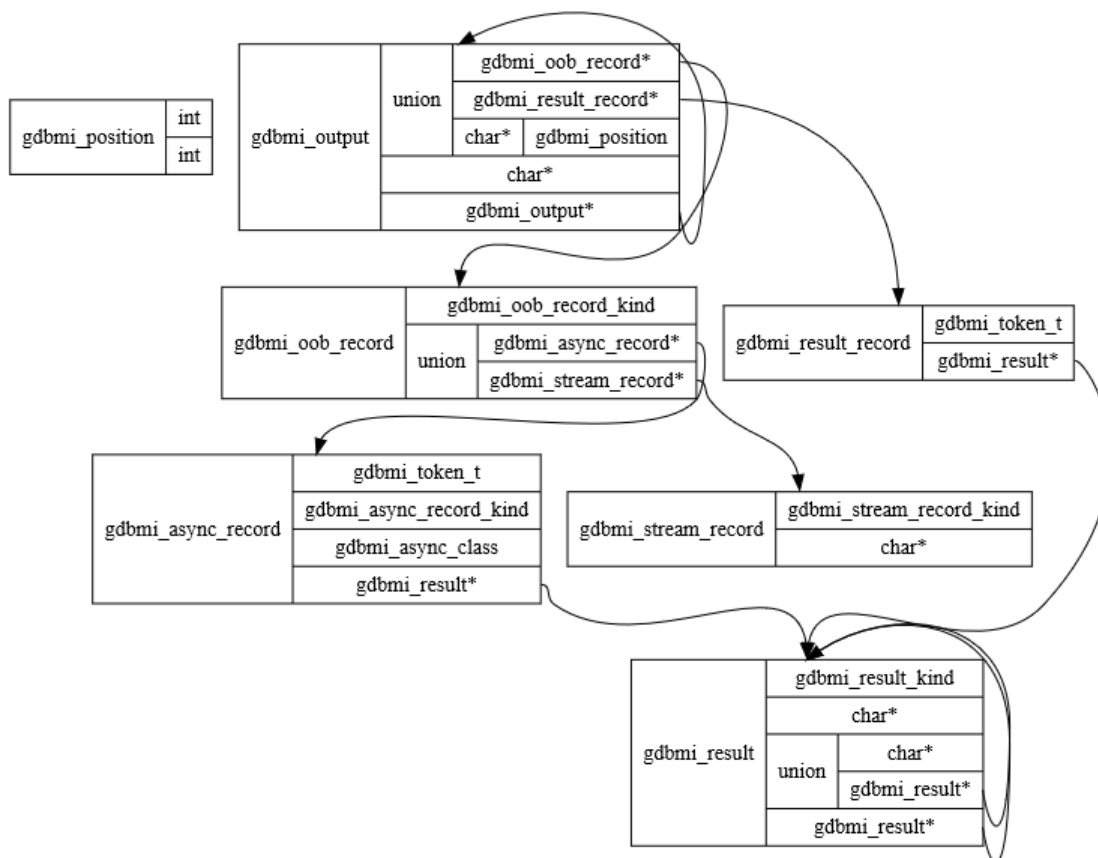 gdbmi_position
int
int
gdbmi_output
union
gdbmi_oob_record*
gdbmi_result_record*
char* gdbmi_position
char*
gdbmi_output*
gdbmi_oob_record
gdbmi_oob_record_kind
union
gdbmi_async_record*
gdbmi_stream_record*
gdbmi_result_record
gdbmi_token_t
gdbmi_result*
gdbmi_async_record
gdbmi_token_t
gdbmi_async_record_kind
gdbmi_async_class
gdbmi_result*
gdbmi_stream_record
gdbmi_stream_record_kind
char*
gdbmi_result
gdbmi_result_kind
char*
union
char*
gdbmi_result*
gdbmi_result*